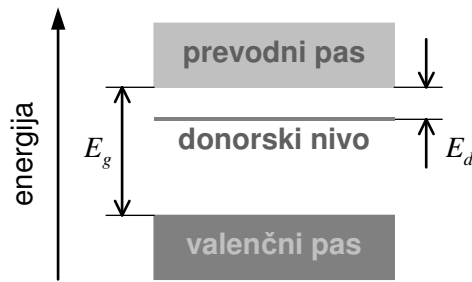 energija
prevodni pas
donorski nivo
E_g
E_d
valenčni pas